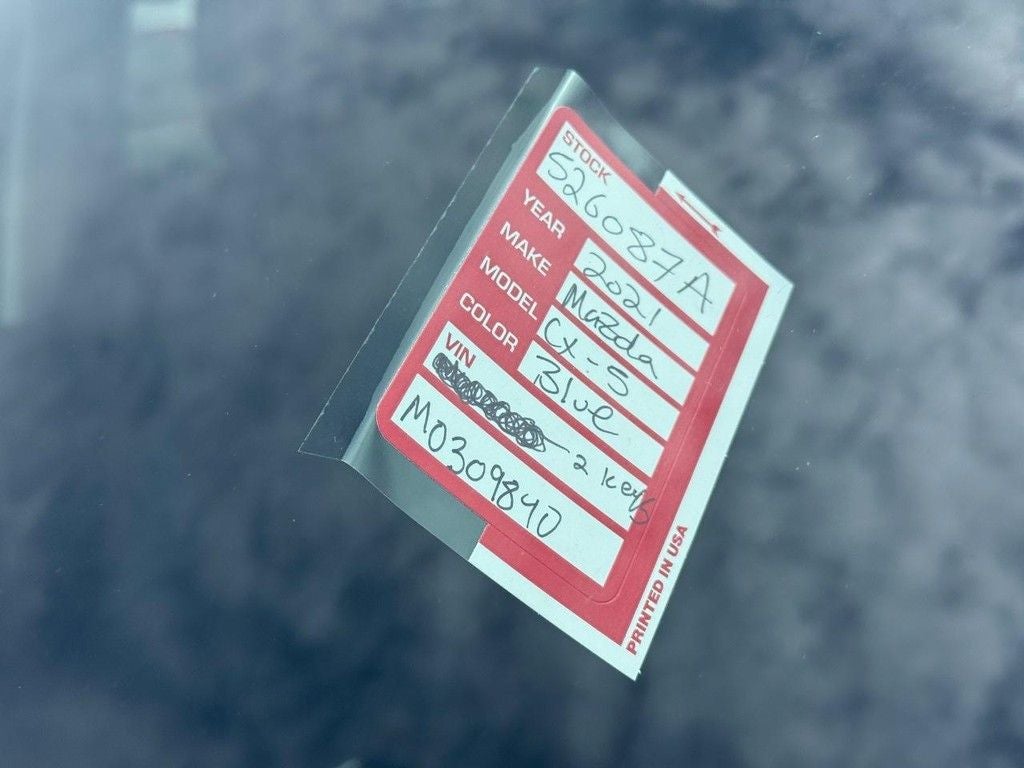 STOCK
S26087A
YEAR 2021
MAKE Mazda
MODEL CX-5
COLOR Blue
VIN
- 2 keys
M0309840
PRINTED IN USA